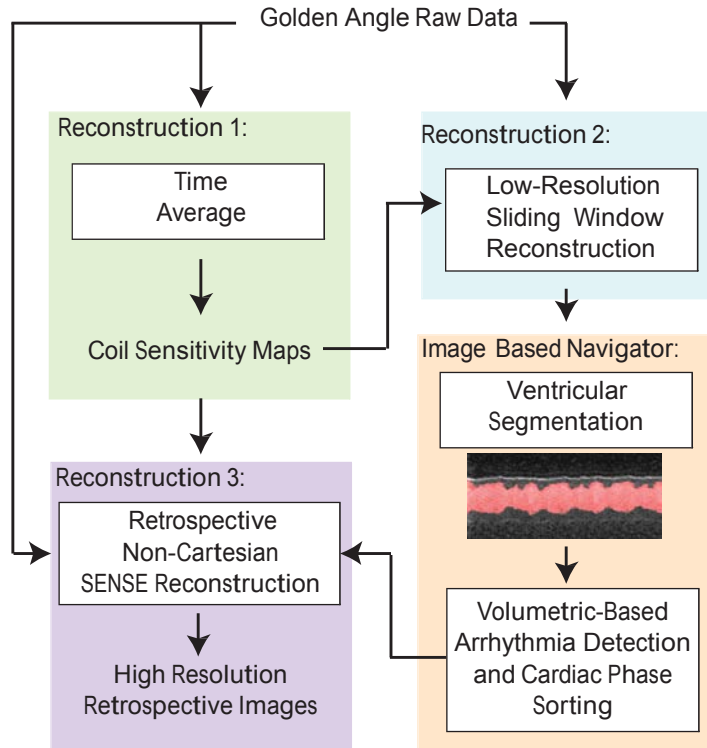 Golden Angle Raw Data
Reconstruction 1:
Time
Average
Coil Sensitivity Maps
Reconstruction 2:
Low-Resolution
Sliding Window
Reconstruction
Image Based Navigator:
Ventricular
Segmentation
Volumetric-Based
Arrhythmia Detection
and Cardiac Phase
Sorting
Reconstruction 3:
Retrospective
Non-Cartesian
SENSE Reconstruction
High Resolution
Retrospective Images